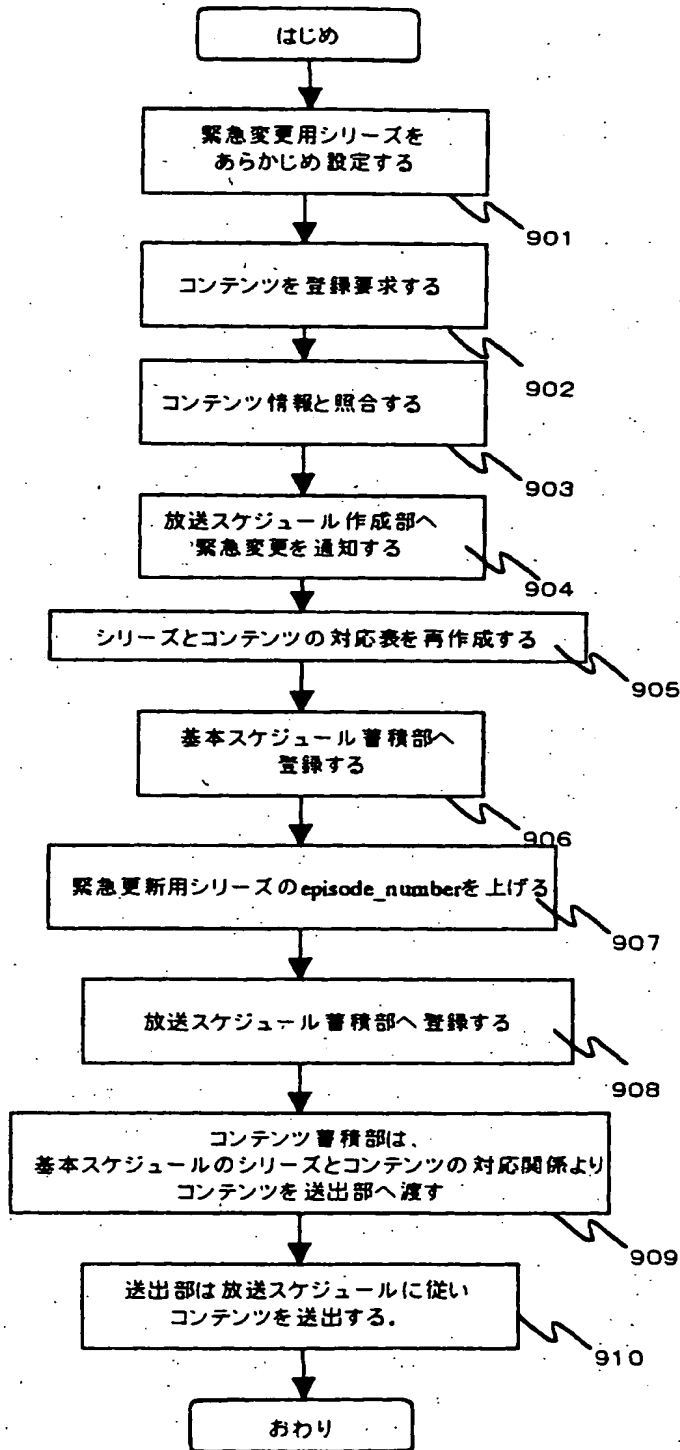 はじめ
緊急変更用シリーズを
あらかじめ設定する
901
コンテンツを登録要求する
902
コンテンツ情報と照合する
903
放送スケジュール作成部へ
緊急変更を通知する
904
シリーズとコンテンツの対応表を再作成する
905
基本スケジュール蓄積部へ
登録する
906
緊急更新用シリーズのepisode_numberを上げる
907
放送スケジュール蓄積部へ登録する
908
コンテンツ蓄積部は、
基本スケジュールのシリーズとコンテンツの対応関係より
コンテンツを送出部へ渡す
909
送出部は放送スケジュールに従い
コンテンツを送出する.
910
おわり